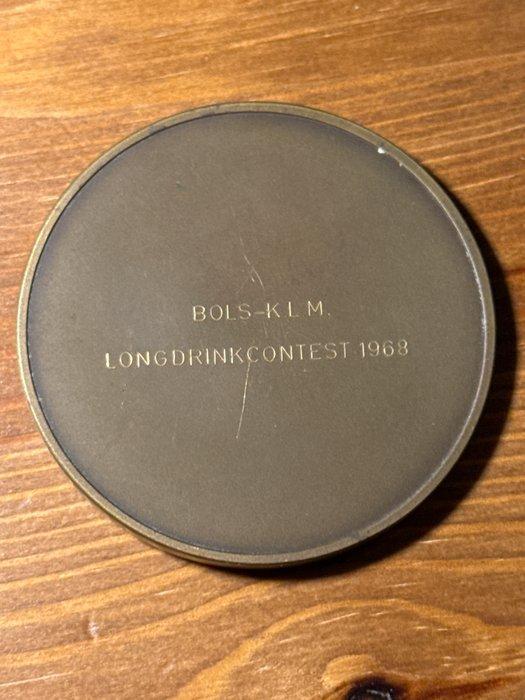 BOLS-K L M.
LONGDRINKCONTEST 1968